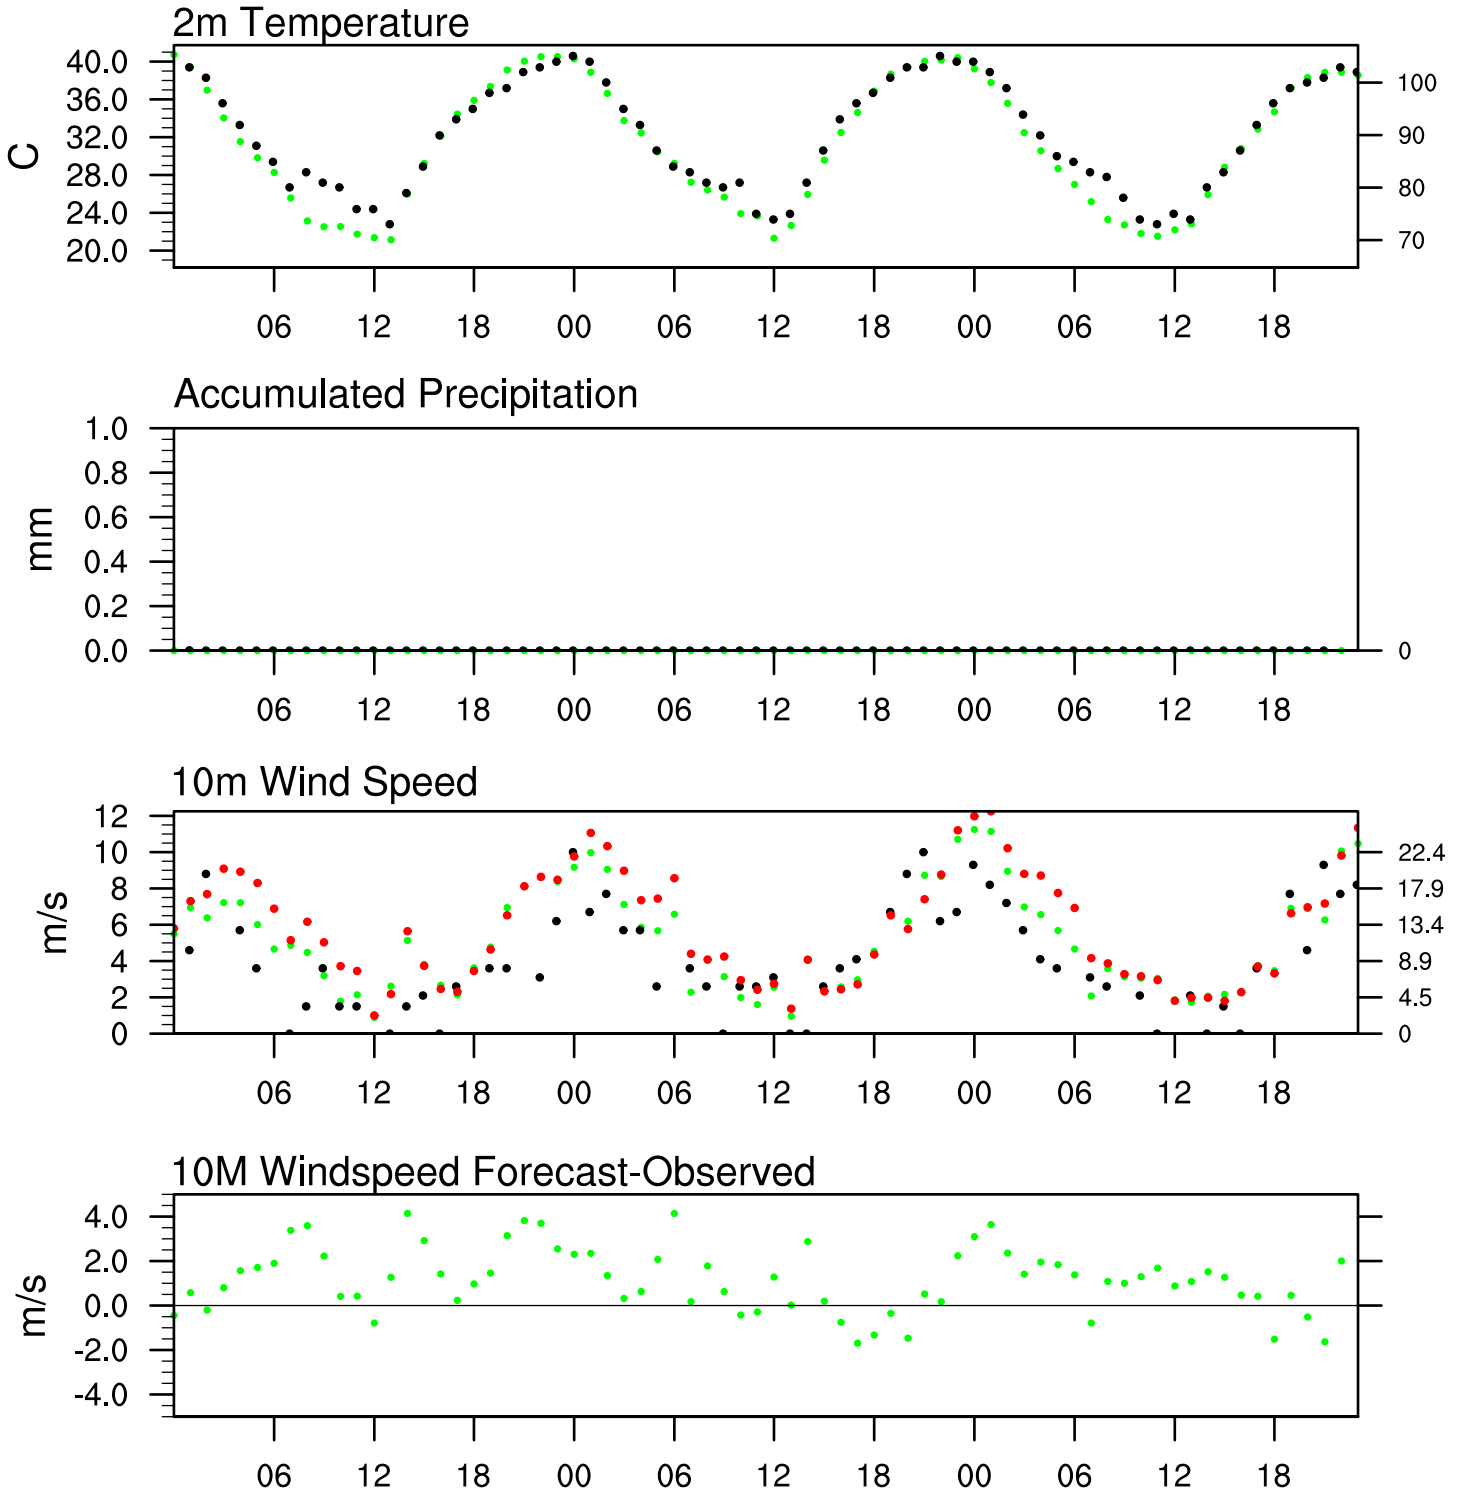 2m Temperature
40.0
36.0
32.0
28.0
24.0
20.0
C
100
90
80
70
06 12 18 00 06 12 18 00 06 12 18
Accumulated Precipitation
1.0
0.8
0.6
0.4
0.2
0.0
mm
0
06 12 18 00 06 12 18 00 06 12 18
10m Wind Speed
12
10
8
6
4
2
0
m/s
22.4
17.9
13.4
8.9
4.5
0
06 12 18 00 06 12 18 00 06 12 18
10M Windspeed Forecast-Observed
4.0
2.0
0.0
-2.0
-4.0
m/s
06 12 18 00 06 12 18 00 06 12 18